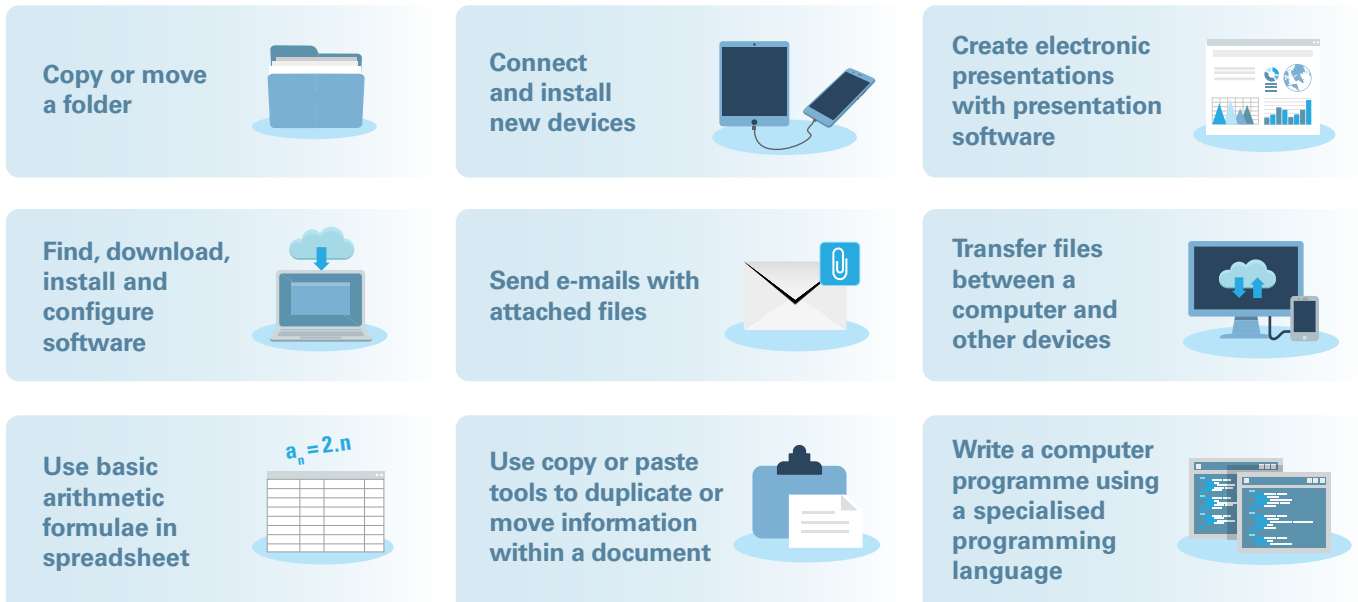 Copy or move
a folder
Connect
and install
new devices
Create electronic
presentations
with presentation
software
Find, download,
install and
configure
software
Send e-mails with
attached files
Transfer files
between a
computer and
other devices
Use basic
arithmetic
formulae in
spreadsheet
aₙ = 2.n
Use copy or paste
tools to duplicate or
move information
within a document
Write a computer
programme using
a specialised
programming
language